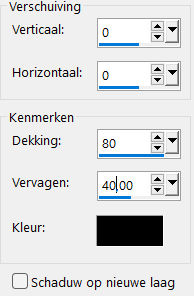 Verschuiving
Verticaal: 0
Horizontaal: 0
Kenmerken
Dekking: 80
Vervagen: 40,00
Kleur:
Schaduw op nieuwe laag